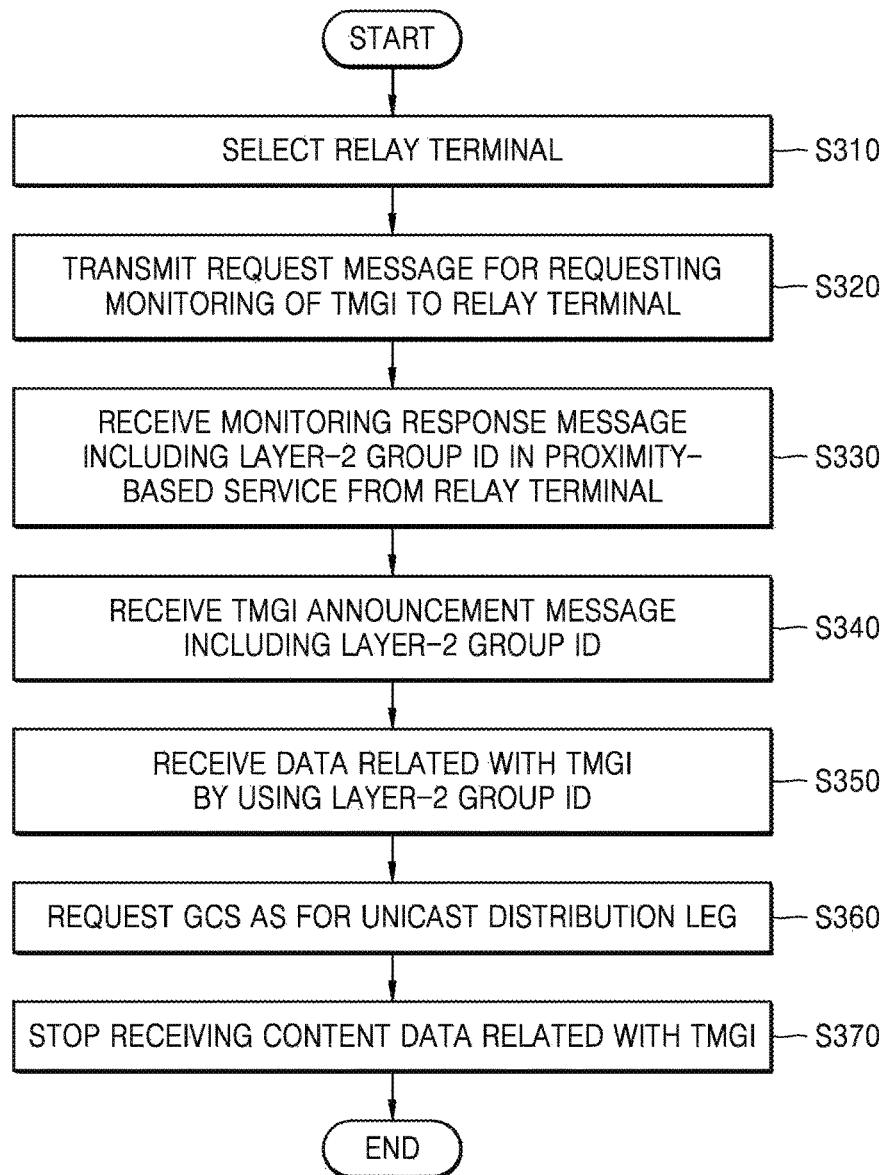 START
SELECT RELAY TERMINAL
S310
TRANSMIT REQUEST MESSAGE FOR REQUESTING
MONITORING OF TMGI TO RELAY TERMINAL
S320
RECEIVE MONITORING RESPONSE MESSAGE
INCLUDING LAYER-2 GROUP ID IN PROXIMITY-
BASED SERVICE FROM RELAY TERMINAL
S330
RECEIVE TMGI ANNOUNCEMENT MESSAGE
INCLUDING LAYER-2 GROUP ID
S340
RECEIVE DATA RELATED WITH TMGI
BY USING LAYER-2 GROUP ID
S350
REQUEST GCS AS FOR UNICAST DISTRIBUTION LEG
S360
STOP RECEIVING CONTENT DATA RELATED WITH TMGI
S370
END